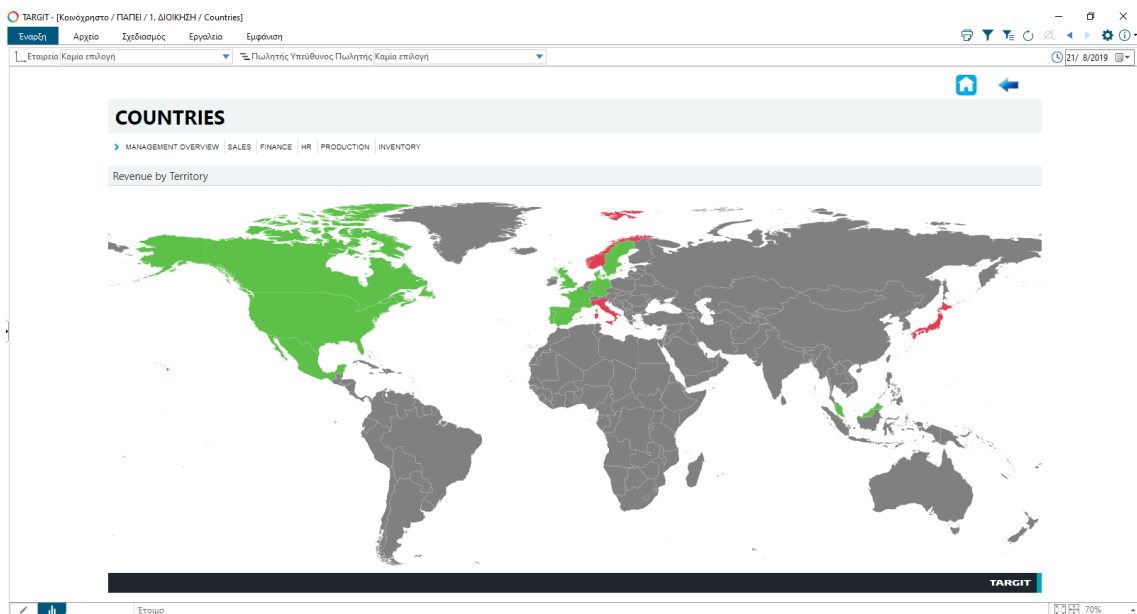 TARGIT - [Κοινόχρηστο / ΠΑΠΕΙ / 1. ΔΙΟΙΚΗΣΗ / Countries]
Έναρξη Αρχείο Σχεδιασμός Εργαλεία Εμφάνιση
Εταιρεία Καμία επιλογή Πωλητής Υπεύθυνος Πωλητής Καμία επιλογή 21/ 8/2019
COUNTRIES
MANAGEMENT OVERVIEW SALES FINANCE HR PRODUCTION INVENTORY
Revenue by Territory
TARGIT
Έτοιμο 70%